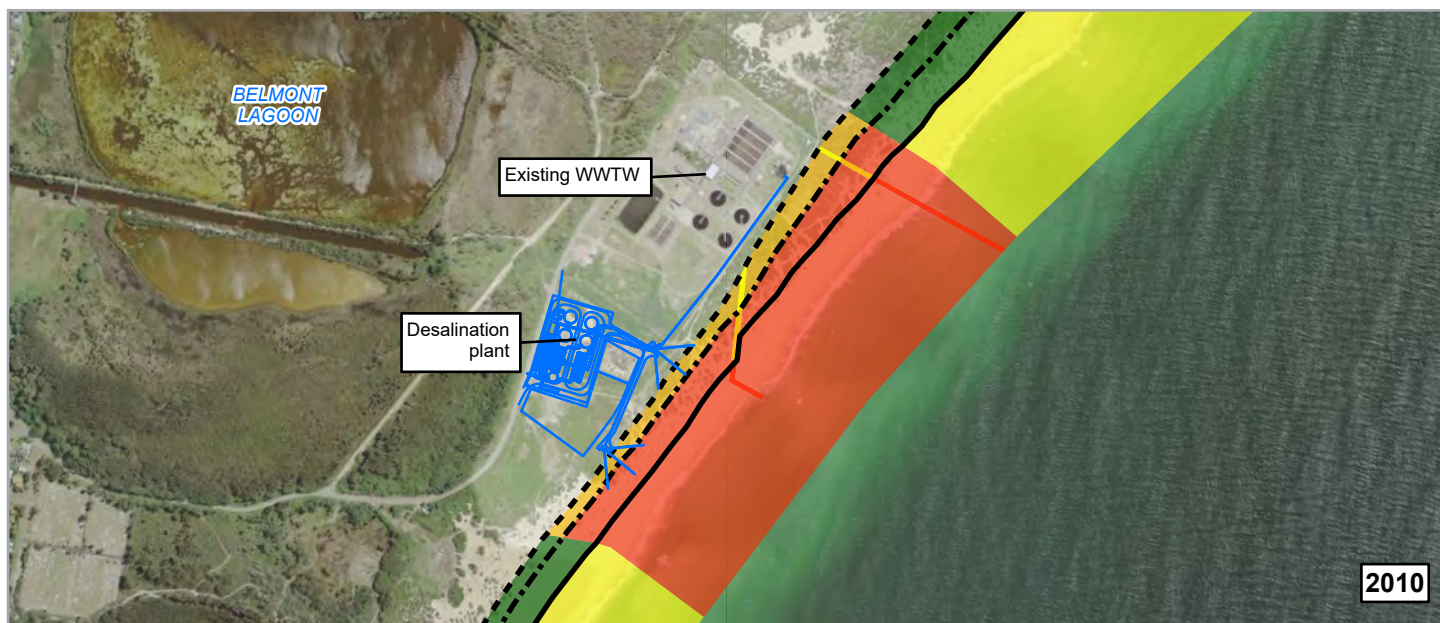 BELMONT
LAGOON
Existing WWTW
Desalination
plant
2010